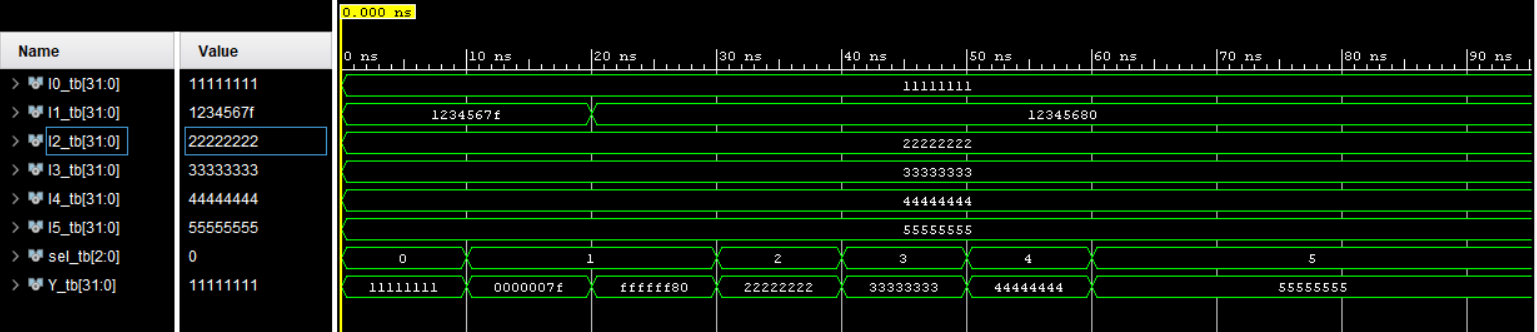 0.000 ns
Name Value
0 ns 10 ns 20 ns 30 ns 40 ns 50 ns 60 ns 70 ns 80 ns 90 ns
I0_tb[31:0] 11111111 11111111
I1_tb[31:0] 1234567f 1234567f 12345680
I2_tb[31:0] 22222222 22222222
I3_tb[31:0] 33333333 33333333
I4_tb[31:0] 44444444 44444444
I5_tb[31:0] 55555555 55555555
sel_tb[2:0] 0 0 1 2 3 4 5
Y_tb[31:0] 11111111 11111111 0000007f ffffff80 22222222 33333333 44444444 55555555